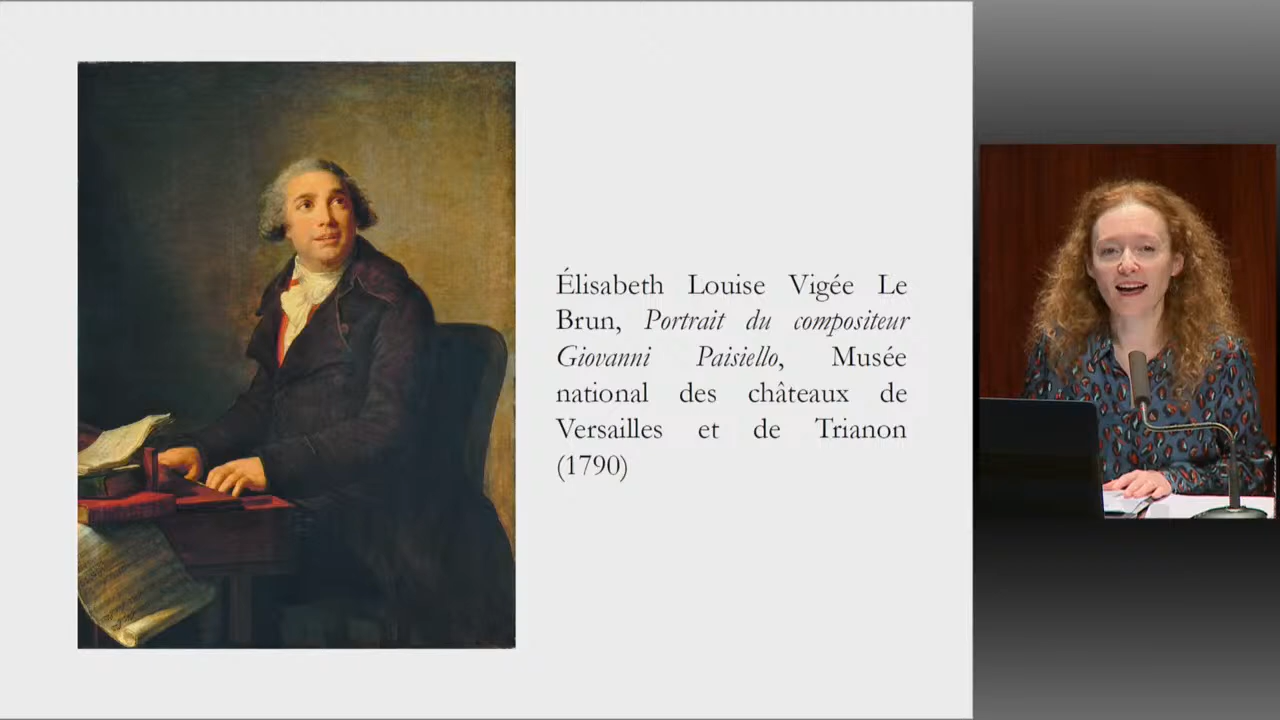 Élisabeth Louise Vigée Le
Brun, Portrait du compositeur
Giovanni Paisiello, Musée
national des châteaux de
Versailles et de Trianon
(1790)